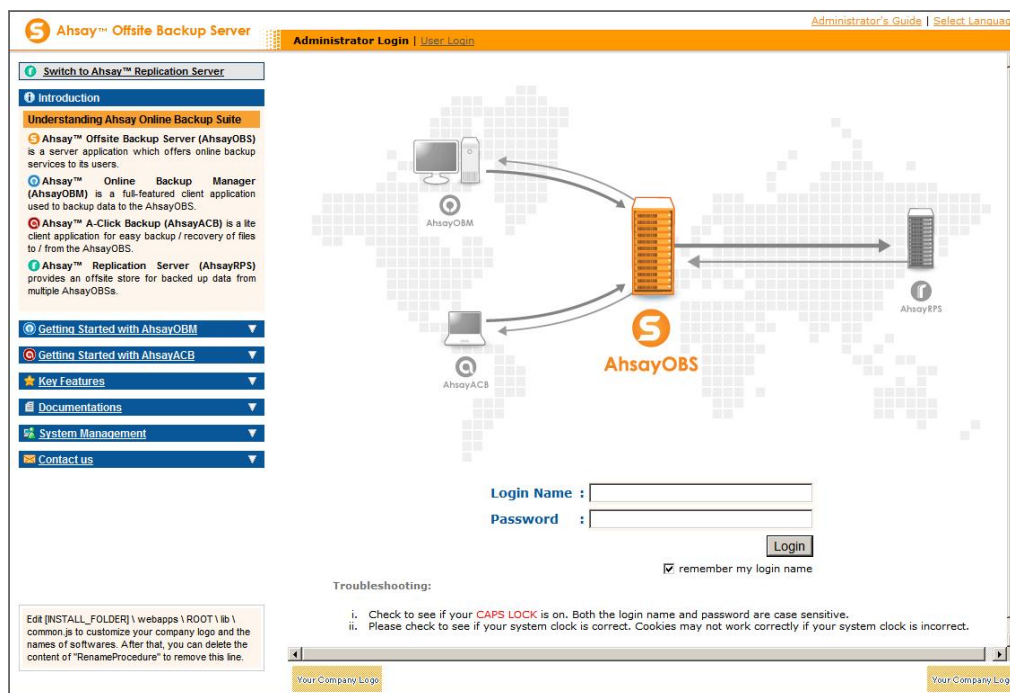 Ahsay™ Offsite Backup Server
Administrator's Guide | Select
Administrator Login | User Login
Switch to Ahsay™ Replication Server
Introduction
Understanding Ahsay Online Backup Suite
Ahsay™ Offsite Backup Server (AhsayOBS)
is a server application which offers online backup
services to its users.
Ahsay™ Online Backup Manager
(AhsayOBM) is a full-featured client application
used to backup data to the AhsayOBS.
Ahsay™ A-Click Backup (AhsayACB) is a lite
client application for easy backup / recovery of files
to / from the AhsayOBS.
Ahsay™ Replication Server (AhsayRPS)
provides an offsite store for backed up data from
multiple AhsayOBSs.
Getting Started with AhsayOBM
Getting Started with AhsayACB
Key Features
Documentations
System Management
Contact us
AhsayOBM
AhsayACB
AhsayOBS
AhsayRPS
Login Name :
Password :
Login
remember my login name
Troubleshooting:
i. Check to see if your CAPS LOCK is on. Both the login name and password are case sensitive.
ii. Please check to see if your system clock is correct. Cookies may not work correctly if your system clock is incorrect.
Edit [INSTALL_FOLDER] \ webapps \ ROOT \ lib \
common.js to customize your company logo and the
names of softwares. After that, you can delete the
content of "RenameProcedure" to remove this line.
Your Company Logo
Your Company